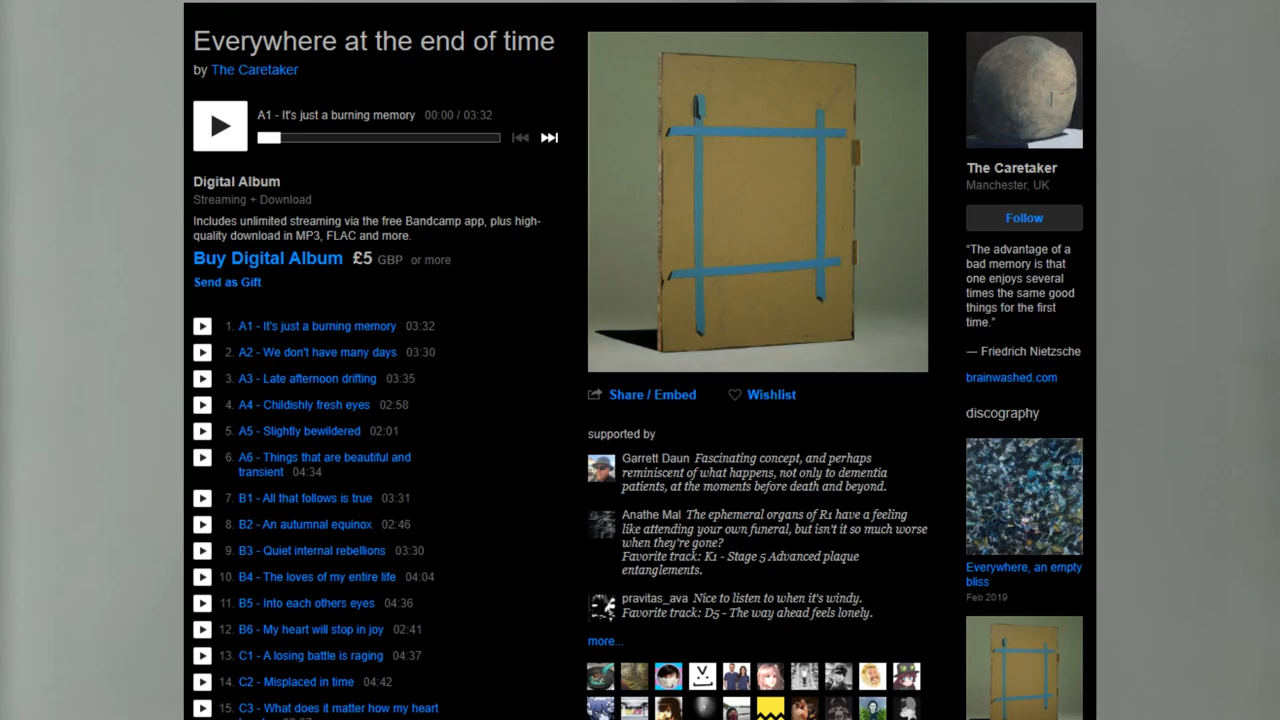 Everywhere at the end of time
by The Caretaker
A1 - It's just a burning memory 00:00 / 03:32
Digital Album
Streaming + Download
Includes unlimited streaming via the free Bandcamp app, plus high-
quality download in MP3, FLAC and more.
Buy Digital Album £5 GBP or more
Send as Gift
1. A1 - It's just a burning memory 03:32
2. A2 - We don't have many days 03:30
3. A3 - Late afternoon drifting 03:35
4. A4 - Childishly fresh eyes 02:58
5. A5 - Slightly bewildered 02:01
6. A6 - Things that are beautiful and
transient 04:34
7. B1 - All that follows is true 03:31
8. B2 - An autumnal equinox 02:46
9. B3 - Quiet internal rebellions 03:30
10. B4 - The loves of my entire life 04:04
11. B5 - Into each others eyes 04:36
12. B6 - My heart will stop in joy 02:41
13. C1 - A losing battle is raging 04:37
14. C2 - Misplaced in time 04:42
15. C3 - What does it matter how my heart
Share / Embed
Wishlist
supported by
Garrett Daun Fascinating concept, and perhaps
reminiscent of what happens, not only to dementia
patients, at the moments before death and beyond.
Anathe Mal The ephemeral organs of R1 have a feeling
like attending your own funeral, but isn't it so much worse
when they're gone?
Favorite track: K1 - Stage 5 Advanced plaque
entanglements.
pravitas_ava Nice to listen to when it's windy.
Favorite track: D5 - The way ahead feels lonely.
more...
The Caretaker
Manchester, UK
Follow
“The advantage of a
bad memory is that
one enjoys several
times the same good
things for the first
time.”
— Friedrich Nietzsche
brainwashed.com
discography
Everywhere, an empty
bliss
Feb 2019